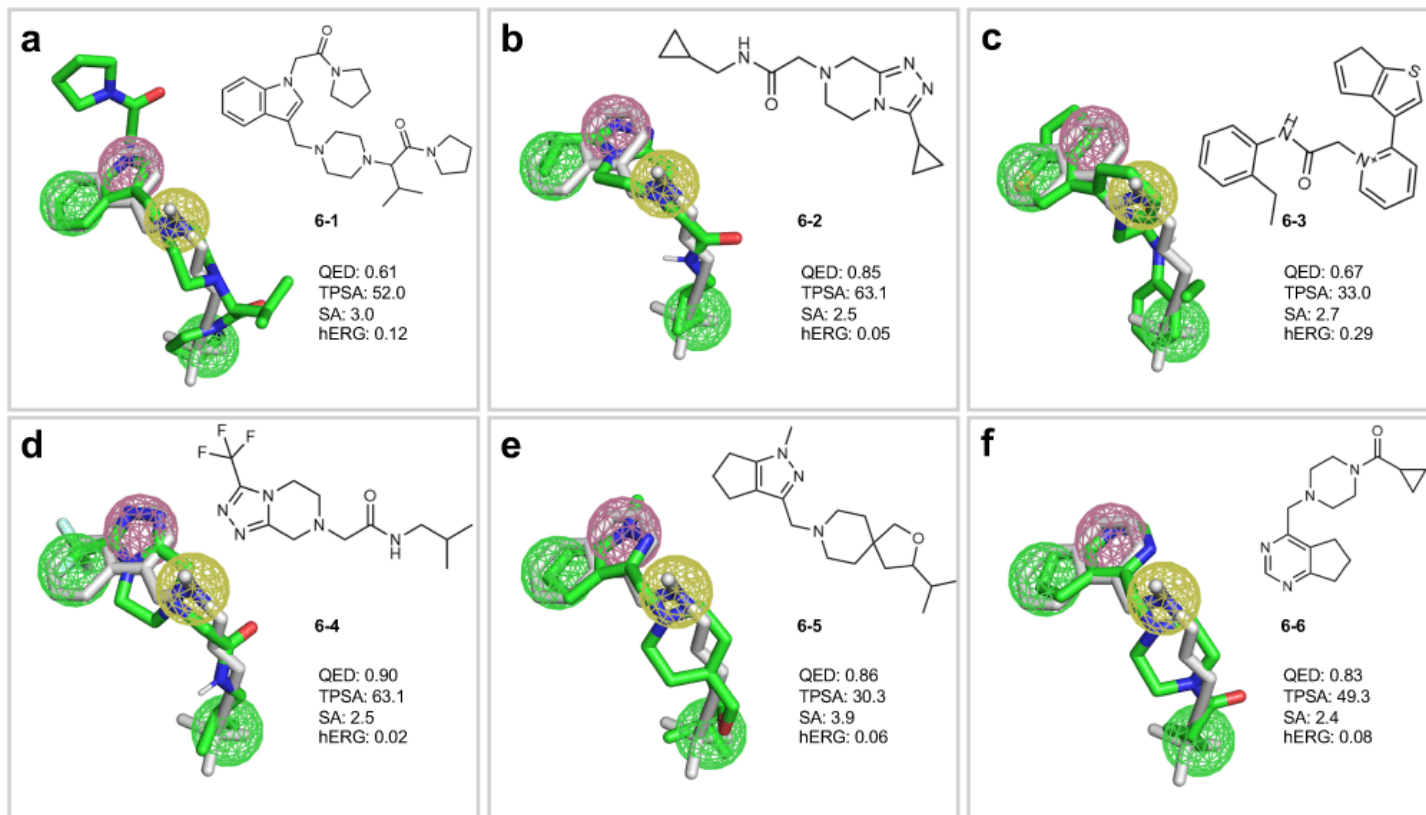 a
O
N
N
N
N
O
N
6-1
QED: 0.61
TPSA: 52.0
SA: 3.0
hERG: 0.12
b
H
N
O
N
N
N
N
6-2
QED: 0.85
TPSA: 63.1
SA: 2.5
hERG: 0.05
c
S
H
N
O
N+
6-3
QED: 0.67
TPSA: 33.0
SA: 2.7
hERG: 0.29
d
F
F
F
N
N
N
N
O
N
H
6-4
QED: 0.90
TPSA: 63.1
SA: 2.5
hERG: 0.02
e
N
N
N
O
6-5
QED: 0.86
TPSA: 30.3
SA: 3.9
hERG: 0.06
f
O
N
N
N
N
6-6
QED: 0.83
TPSA: 49.3
SA: 2.4
hERG: 0.08